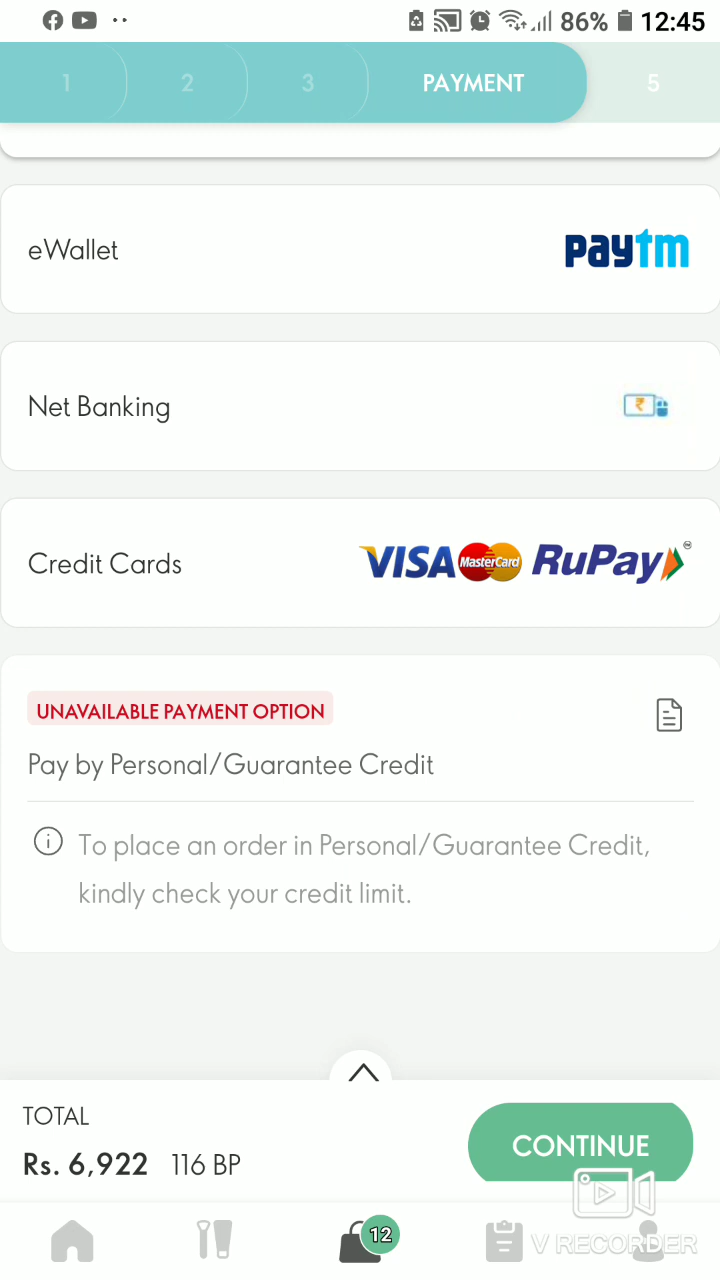 86% 12:45
1 2 3 PAYMENT 5
eWallet paytm
Net Banking ₹
Credit Cards VISA MasterCard RuPay
UNAVAILABLE PAYMENT OPTION
Pay by Personal/Guarantee Credit
To place an order in Personal/Guarantee Credit,
kindly check your credit limit.
TOTAL
Rs. 6,922 116 BP
CONTINUE
12
V RECORDER